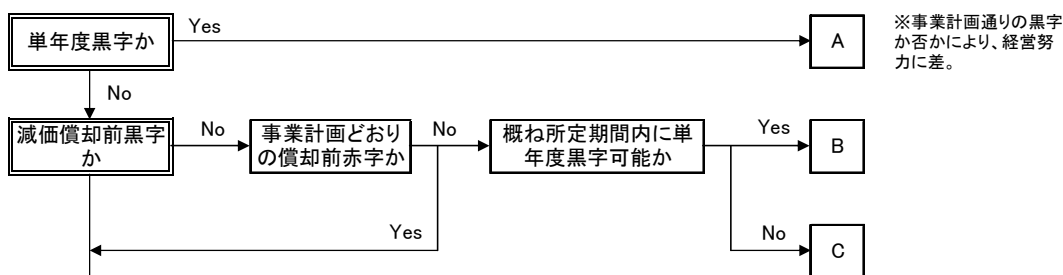 単年度黒字か
Yes
A
※事業計画通りの黒字
か否かにより、経営努
力に差。
No
減価償却前黒字
か
No
事業計画どおり
の償却前赤字か
No
概ね所定期間内に単
年度黒字可能か
Yes
B
Yes
No
C